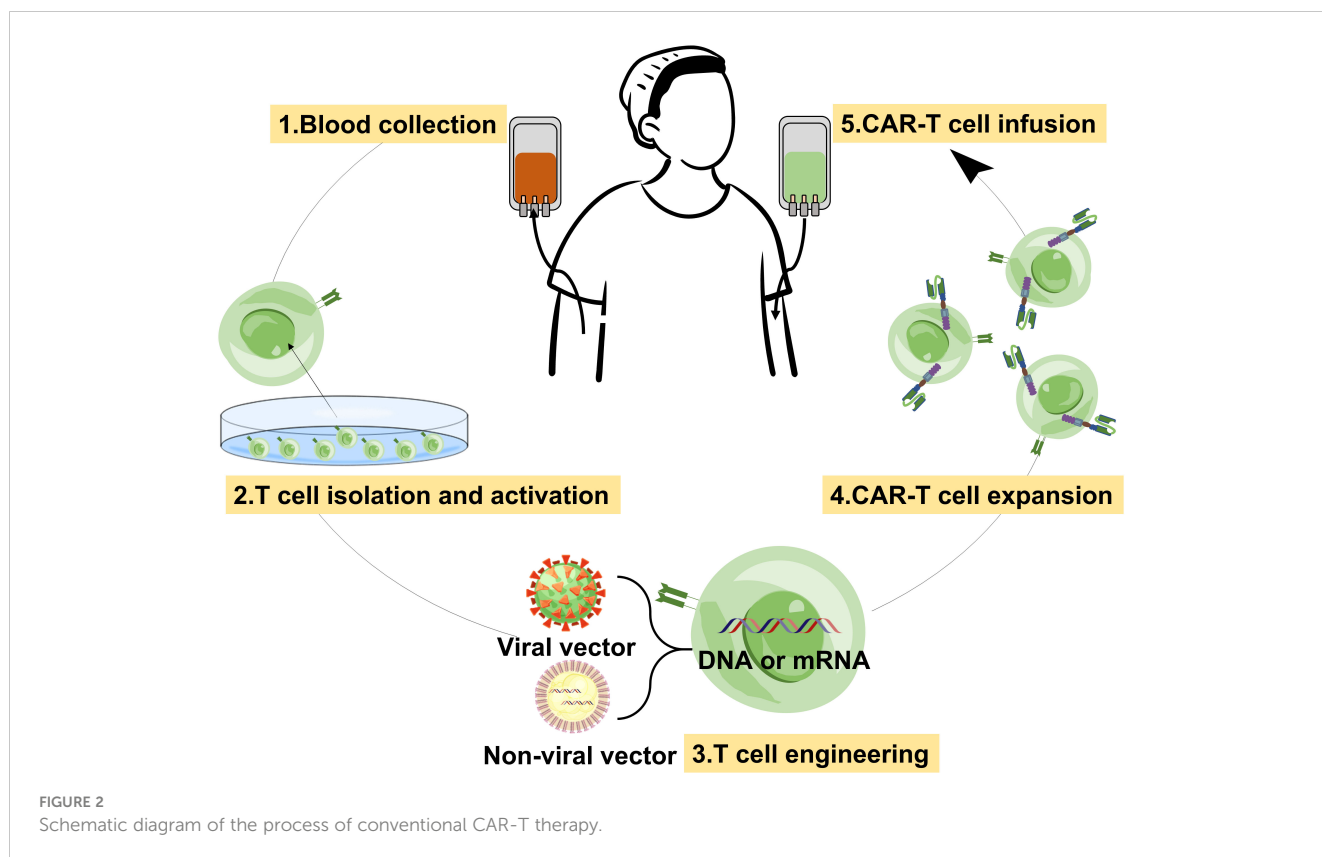 1.Blood collection
5.CAR-T cell infusion
2.T cell isolation and activation
4.CAR-T cell expansion
Viral vector
DNA or mRNA
Non-viral vector
3.T cell engineering
FIGURE 2
Schematic diagram of the process of conventional CAR-T therapy.